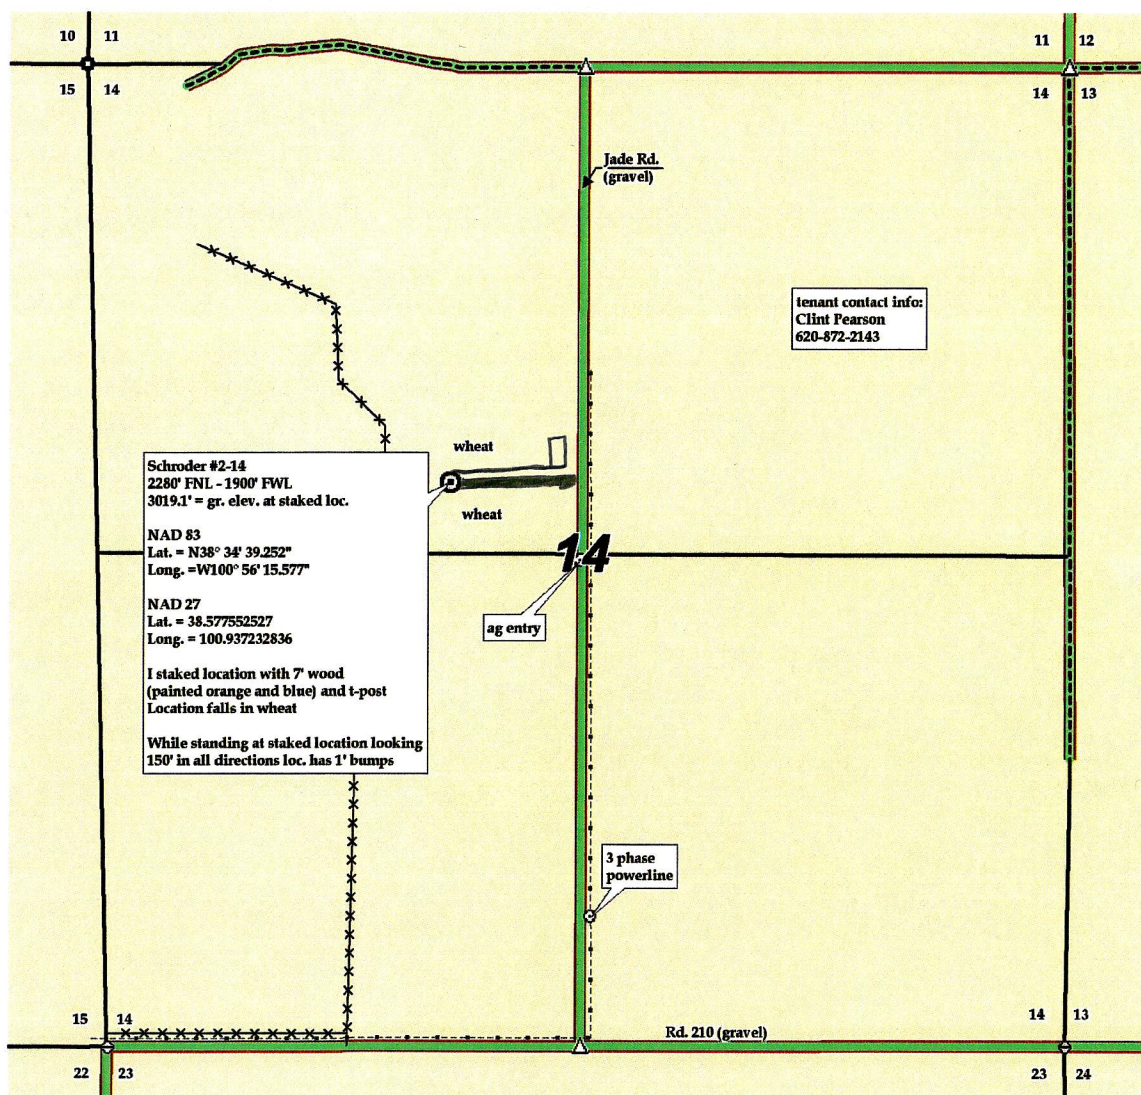 10 11
11 12
15 14
14 13
Jade Rd.
(gravel)
tenant contact info:
Clint Pearson
620-872-2143
wheat
Schroder #2-14
2280' FNL - 1900' FWL
3019.1' = gr. elev. at staked loc.
NAD 83
Lat. = N38° 34' 39.252"
Long. =W100° 56' 15.577"
NAD 27
Lat. = 38.577552527
Long. = 100.937232836
I staked location with 7' wood
(painted orange and blue) and t-post
Location falls in wheat
While standing at staked location looking
150' in all directions loc. has 1' bumps
wheat
14
ag entry
3 phase
powerline
15 14
14 13
Rd. 210 (gravel)
22 23
23 24